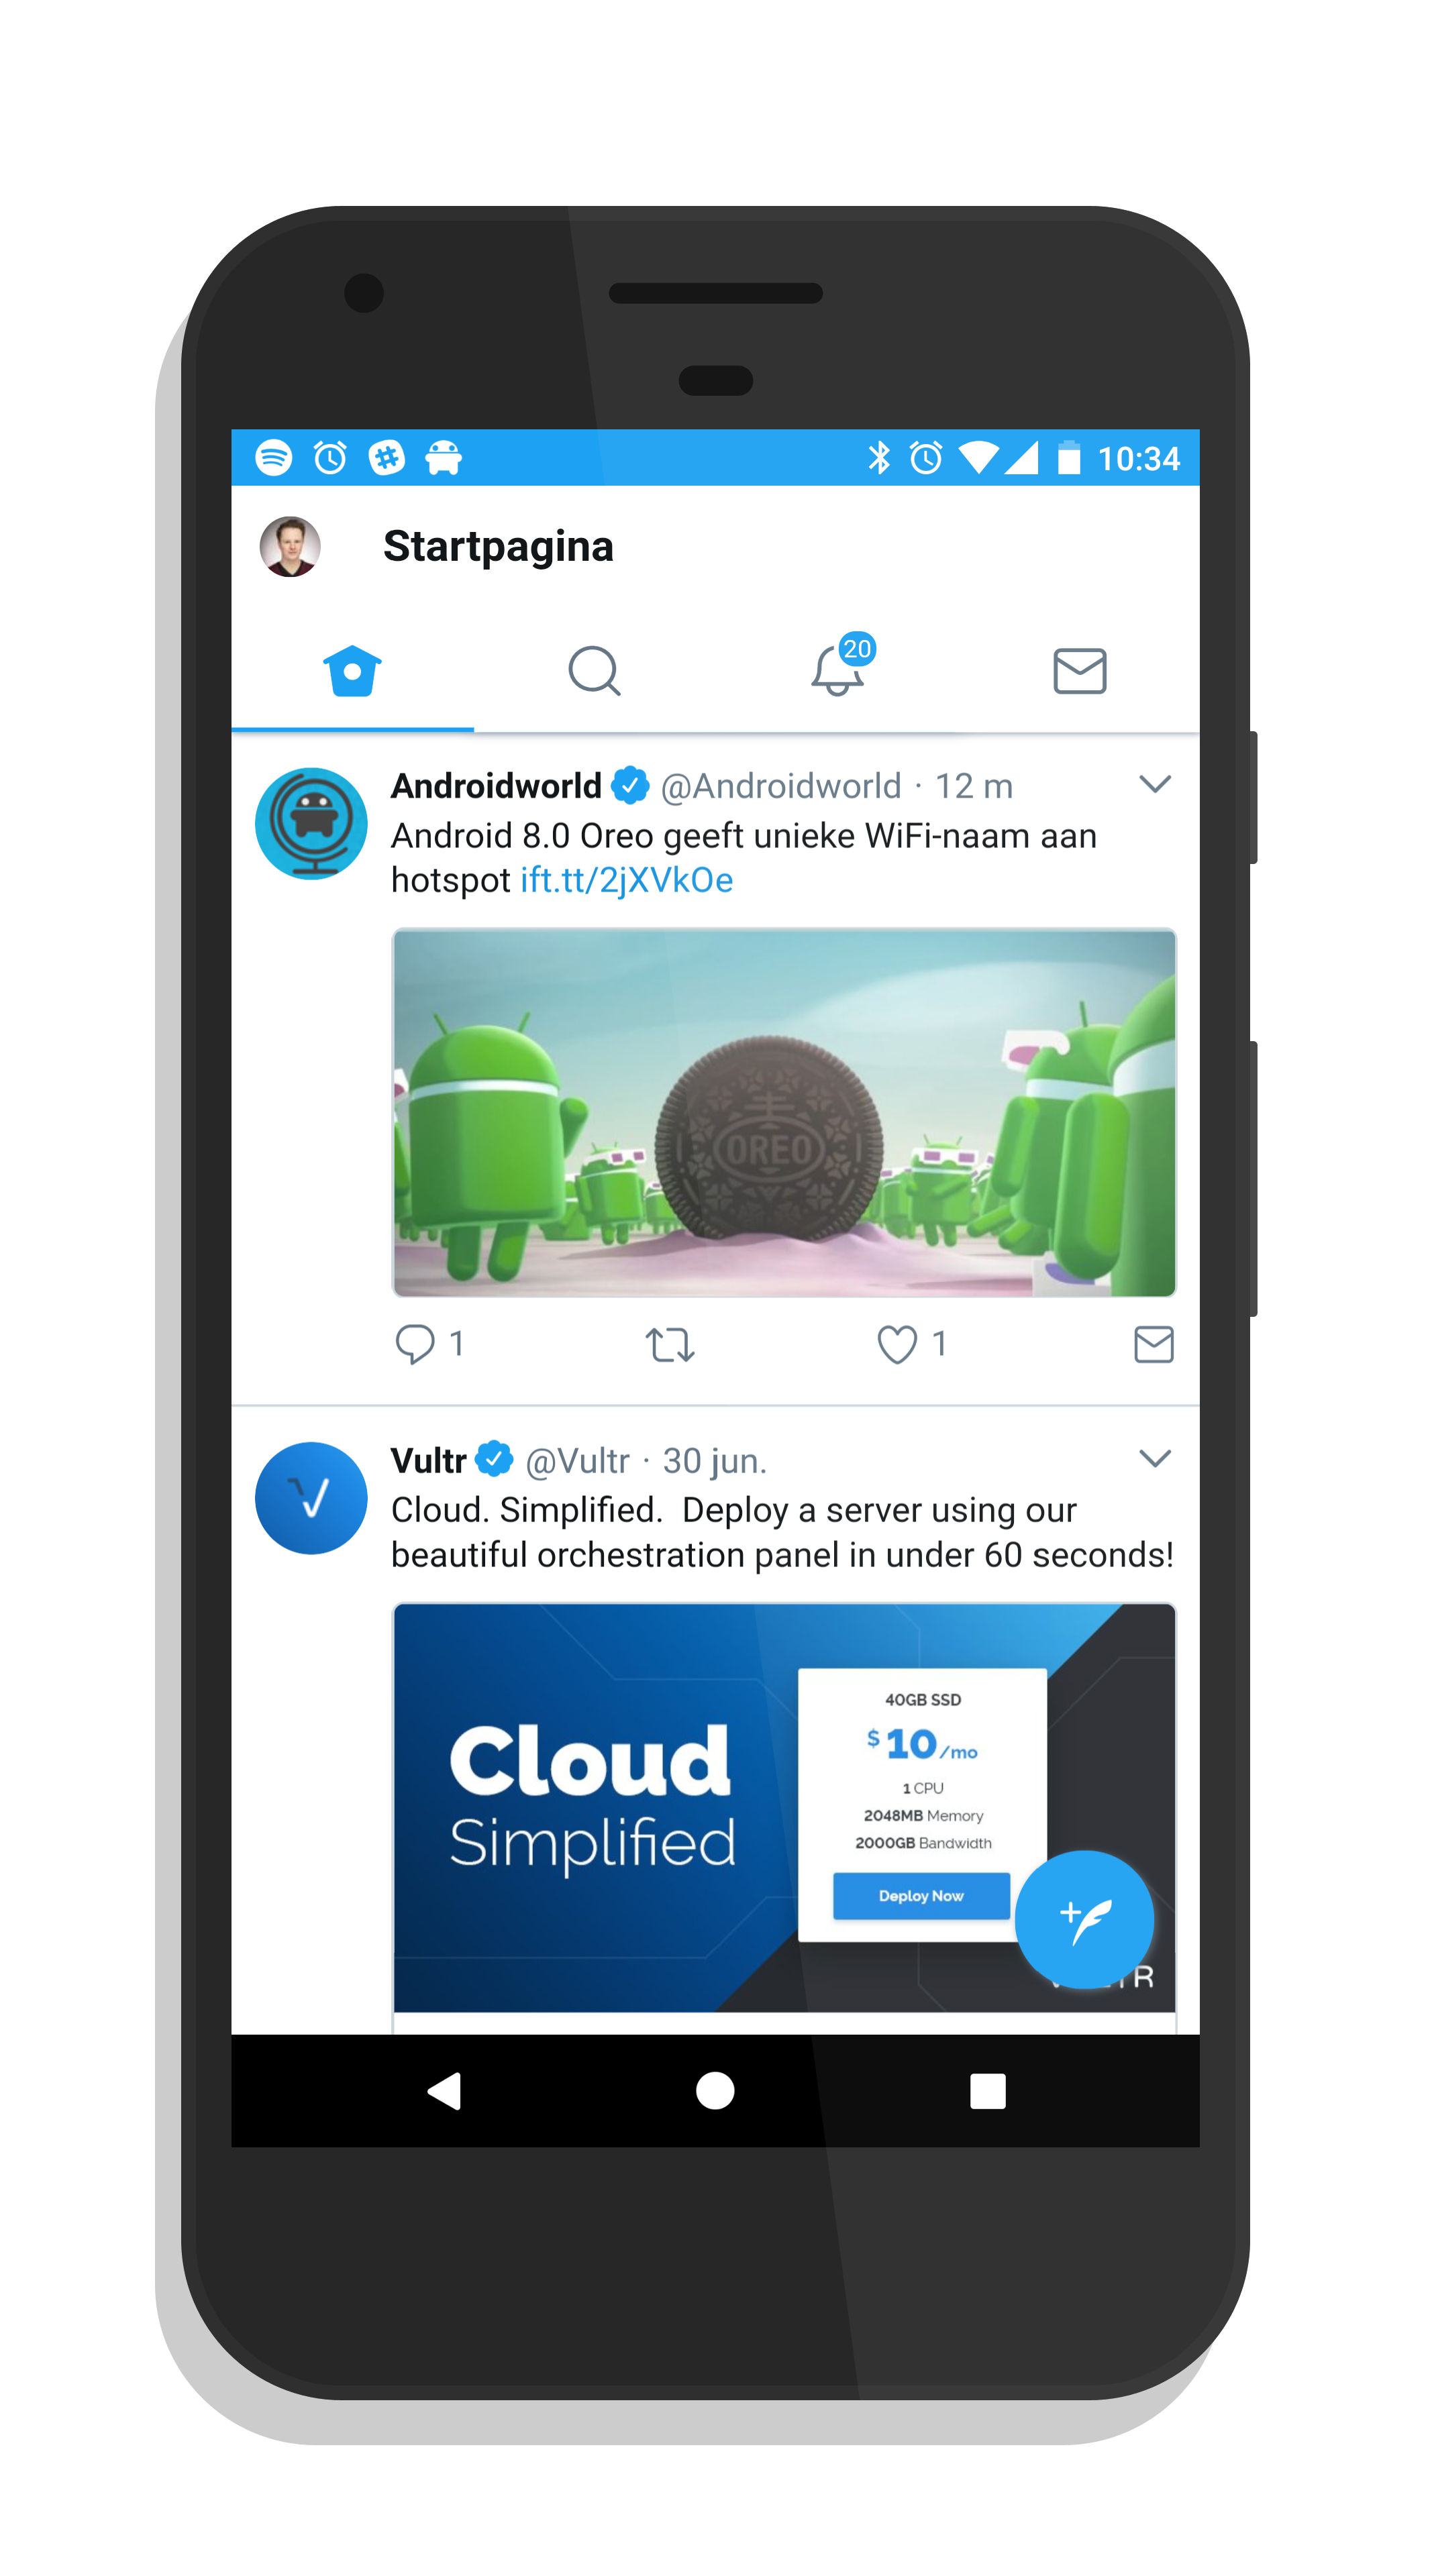 10:34
Startpagina
20
Androidworld @Androidworld · 12 m
Android 8.0 Oreo geeft unieke WiFi-naam aan
hotspot ift.tt/2jXVkOe
OREO
1 1
Vultr @Vultr · 30 jun.
Cloud. Simplified. Deploy a server using our
beautiful orchestration panel in under 60 seconds!
Cloud
Simplified
40GB SSD
$10/mo
1 CPU
2048MB Memory
2000GB Bandwidth
Deploy Now